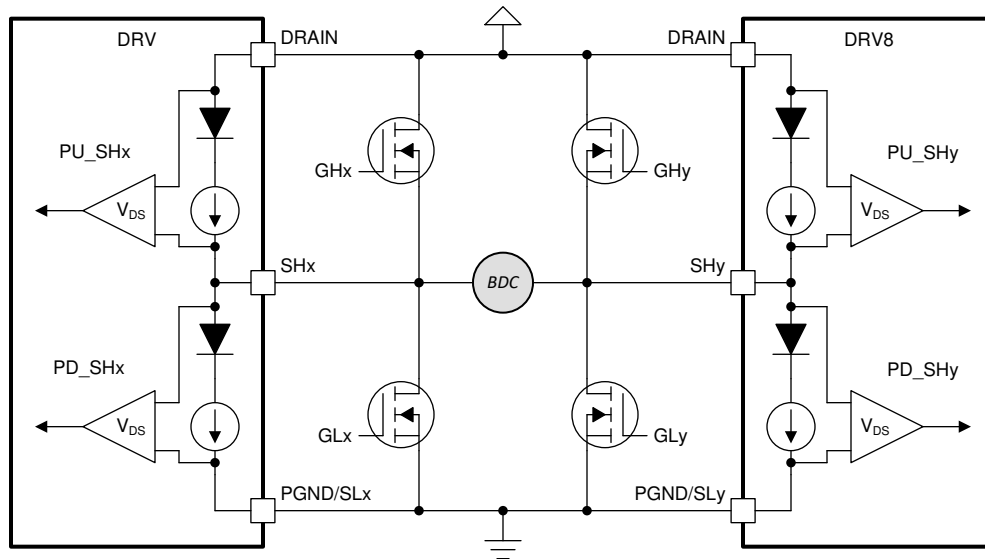 DRV
DRAIN
DRAIN
DRV8
PU_SHx
GHx
GHy
PU_SHy
VDS
VDS
SHx
BDC
SHy
PD_SHx
GLx
GLy
PD_SHy
VDS
VDS
PGND/SLx
PGND/SLy